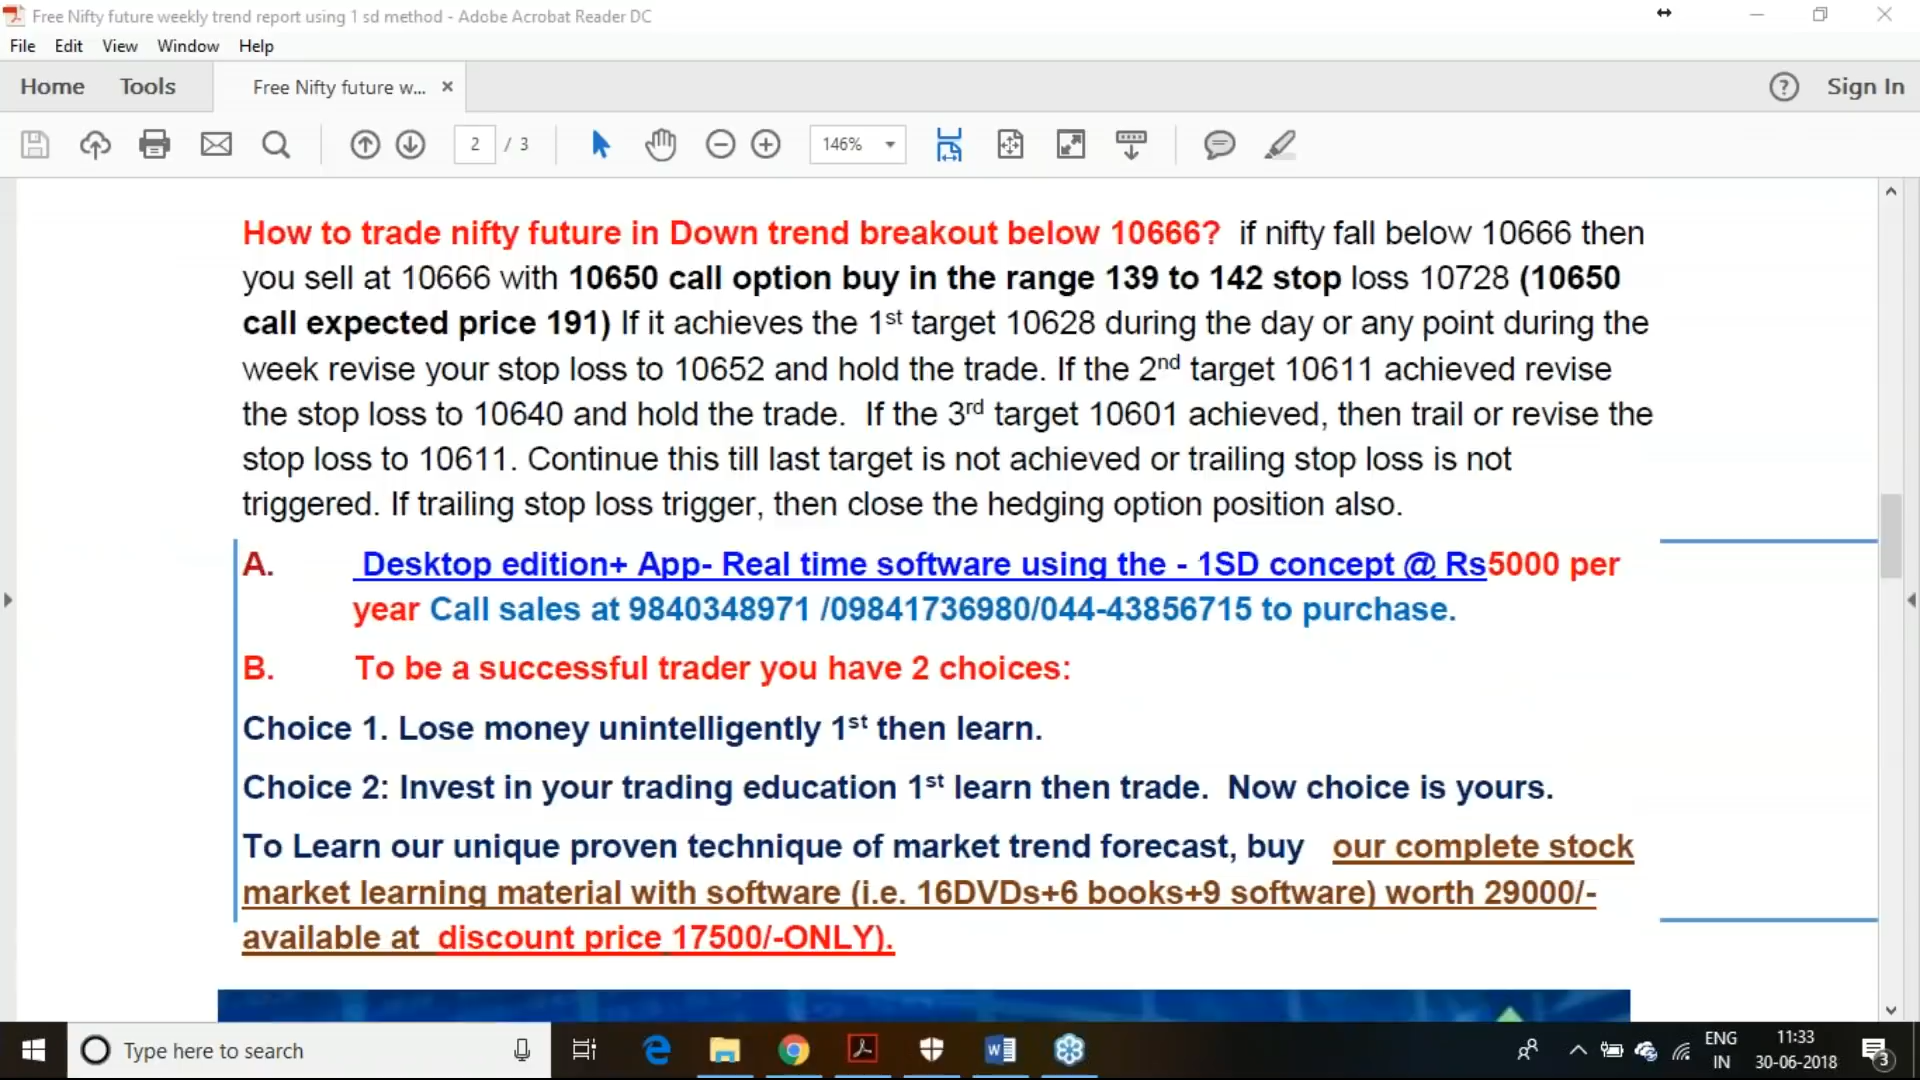 Free Nifty future weekly trend report using 1 sd method - Adobe Acrobat Reader DC
File Edit View Window Help
Home Tools Free Nifty future w... × Sign In
2 / 3 146%
How to trade nifty future in Down trend breakout below 10666? if nifty fall below 10666 then
you sell at 10666 with 10650 call option buy in the range 139 to 142 stop loss 10728 (10650
call expected price 191) If it achieves the 1st target 10628 during the day or any point during the
week revise your stop loss to 10652 and hold the trade. If the 2nd target 10611 achieved revise
the stop loss to 10640 and hold the trade. If the 3rd target 10601 achieved, then trail or revise the
stop loss to 10611. Continue this till last target is not achieved or trailing stop loss is not
triggered. If trailing stop loss trigger, then close the hedging option position also.
A. Desktop edition+ App- Real time software using the - 1SD concept @ Rs5000 per
year Call sales at 9840348971 /09841736980/044-43856715 to purchase.
B. To be a successful trader you have 2 choices:
Choice 1. Lose money unintelligently 1st then learn.
Choice 2: Invest in your trading education 1st learn then trade. Now choice is yours.
To Learn our unique proven technique of market trend forecast, buy our complete stock
market learning material with software (i.e. 16DVDs+6 books+9 software) worth 29000/-
available at discount price 17500/-ONLY).
Type here to search
ENG 11:33
IN 30-06-2018 3